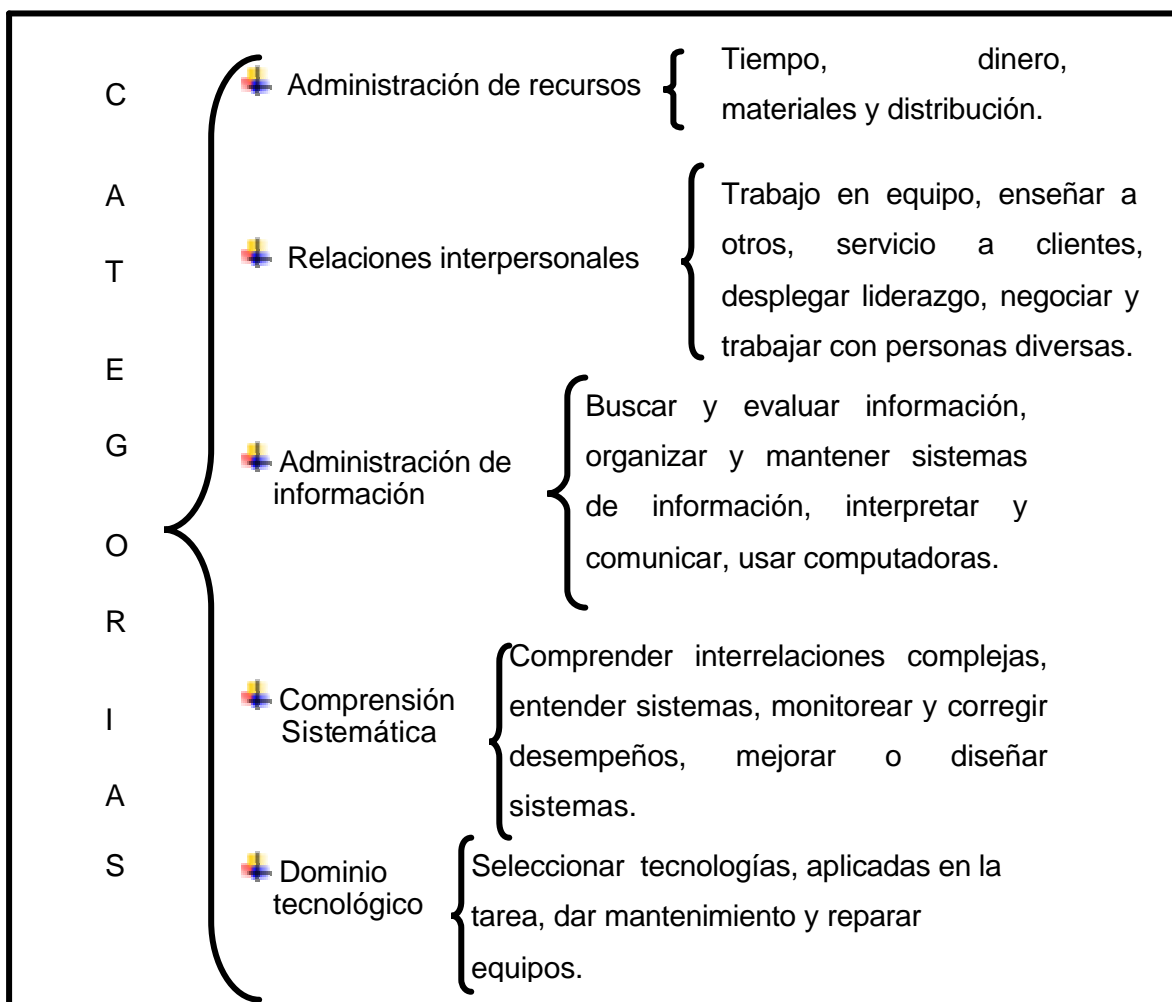 CATEGORIAS
Administración de recursos
Tiempo, dinero,
materiales y distribución.
Relaciones interpersonales
Trabajo en equipo, enseñar a
otros, servicio a clientes,
desplegar liderazgo, negociar y
trabajar con personas diversas.
Administración de
información
Buscar y evaluar información,
organizar y mantener sistemas
de información, interpretar y
comunicar, usar computadoras.
Comprensión
Sistemática
Comprender interrelaciones complejas,
entender sistemas, monitorear y corregir
desempeños, mejorar o diseñar
sistemas.
Dominio
tecnológico
Seleccionar tecnologías, aplicadas en la
tarea, dar mantenimiento y reparar
equipos.